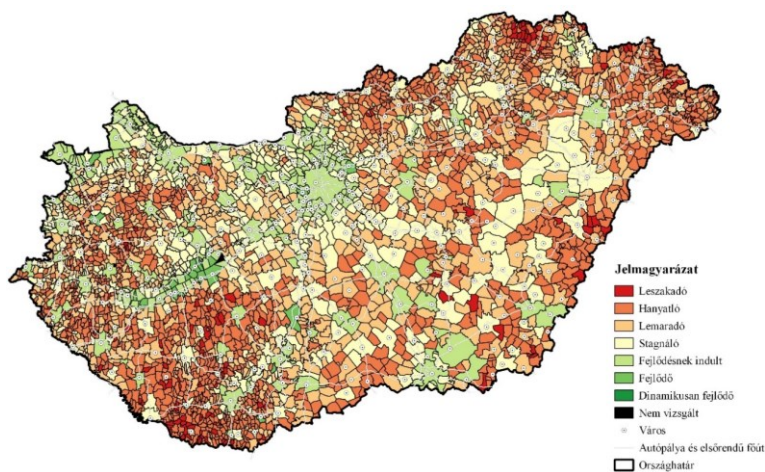 Jelmagyarázat
Leszakadó
Hanyatló
Lemaradó
Stagnáló
Fejlődésnek indult
Fejlődő
Dinamikusan fejlődő
Nem vizsgált
Város
Autópálya és elsőrendű főút
Országhatár